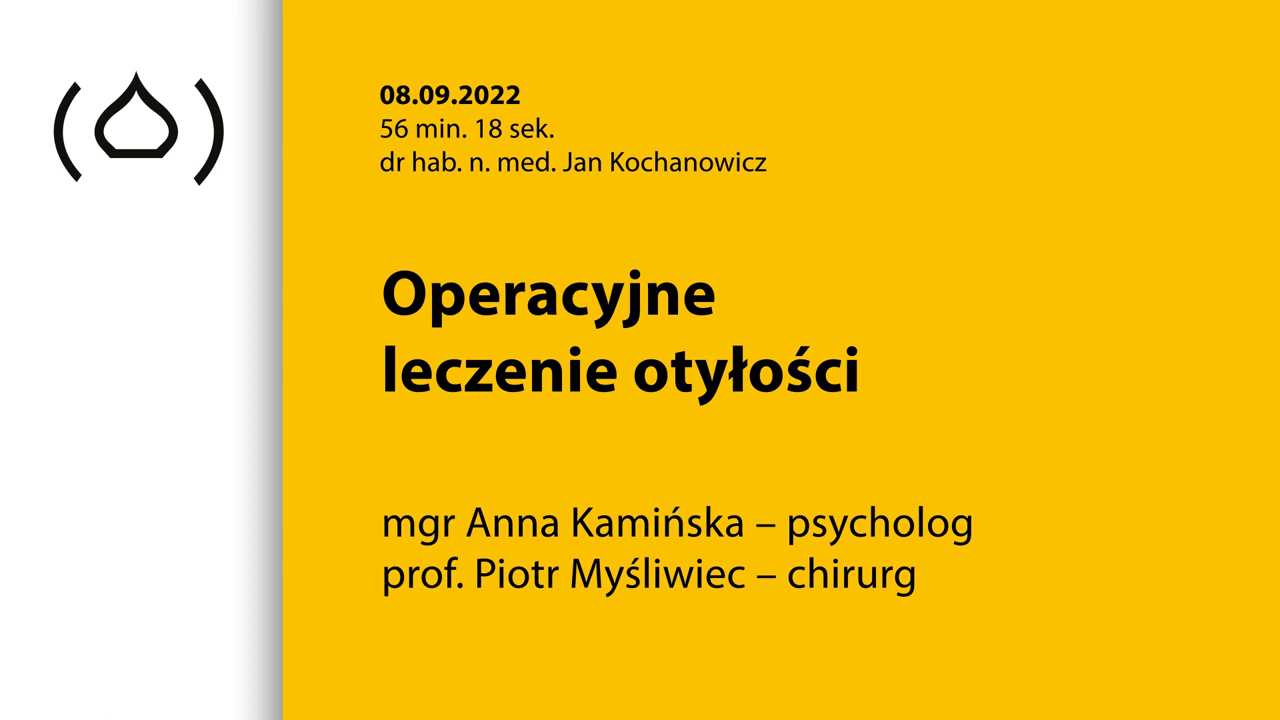 08.09.2022
56 min. 18 sek.
dr hab. n. med. Jan Kochanowicz
Operacyjne
leczenie otyłości
mgr Anna Kamińska – psycholog
prof. Piotr Myśliwiec – chirurg